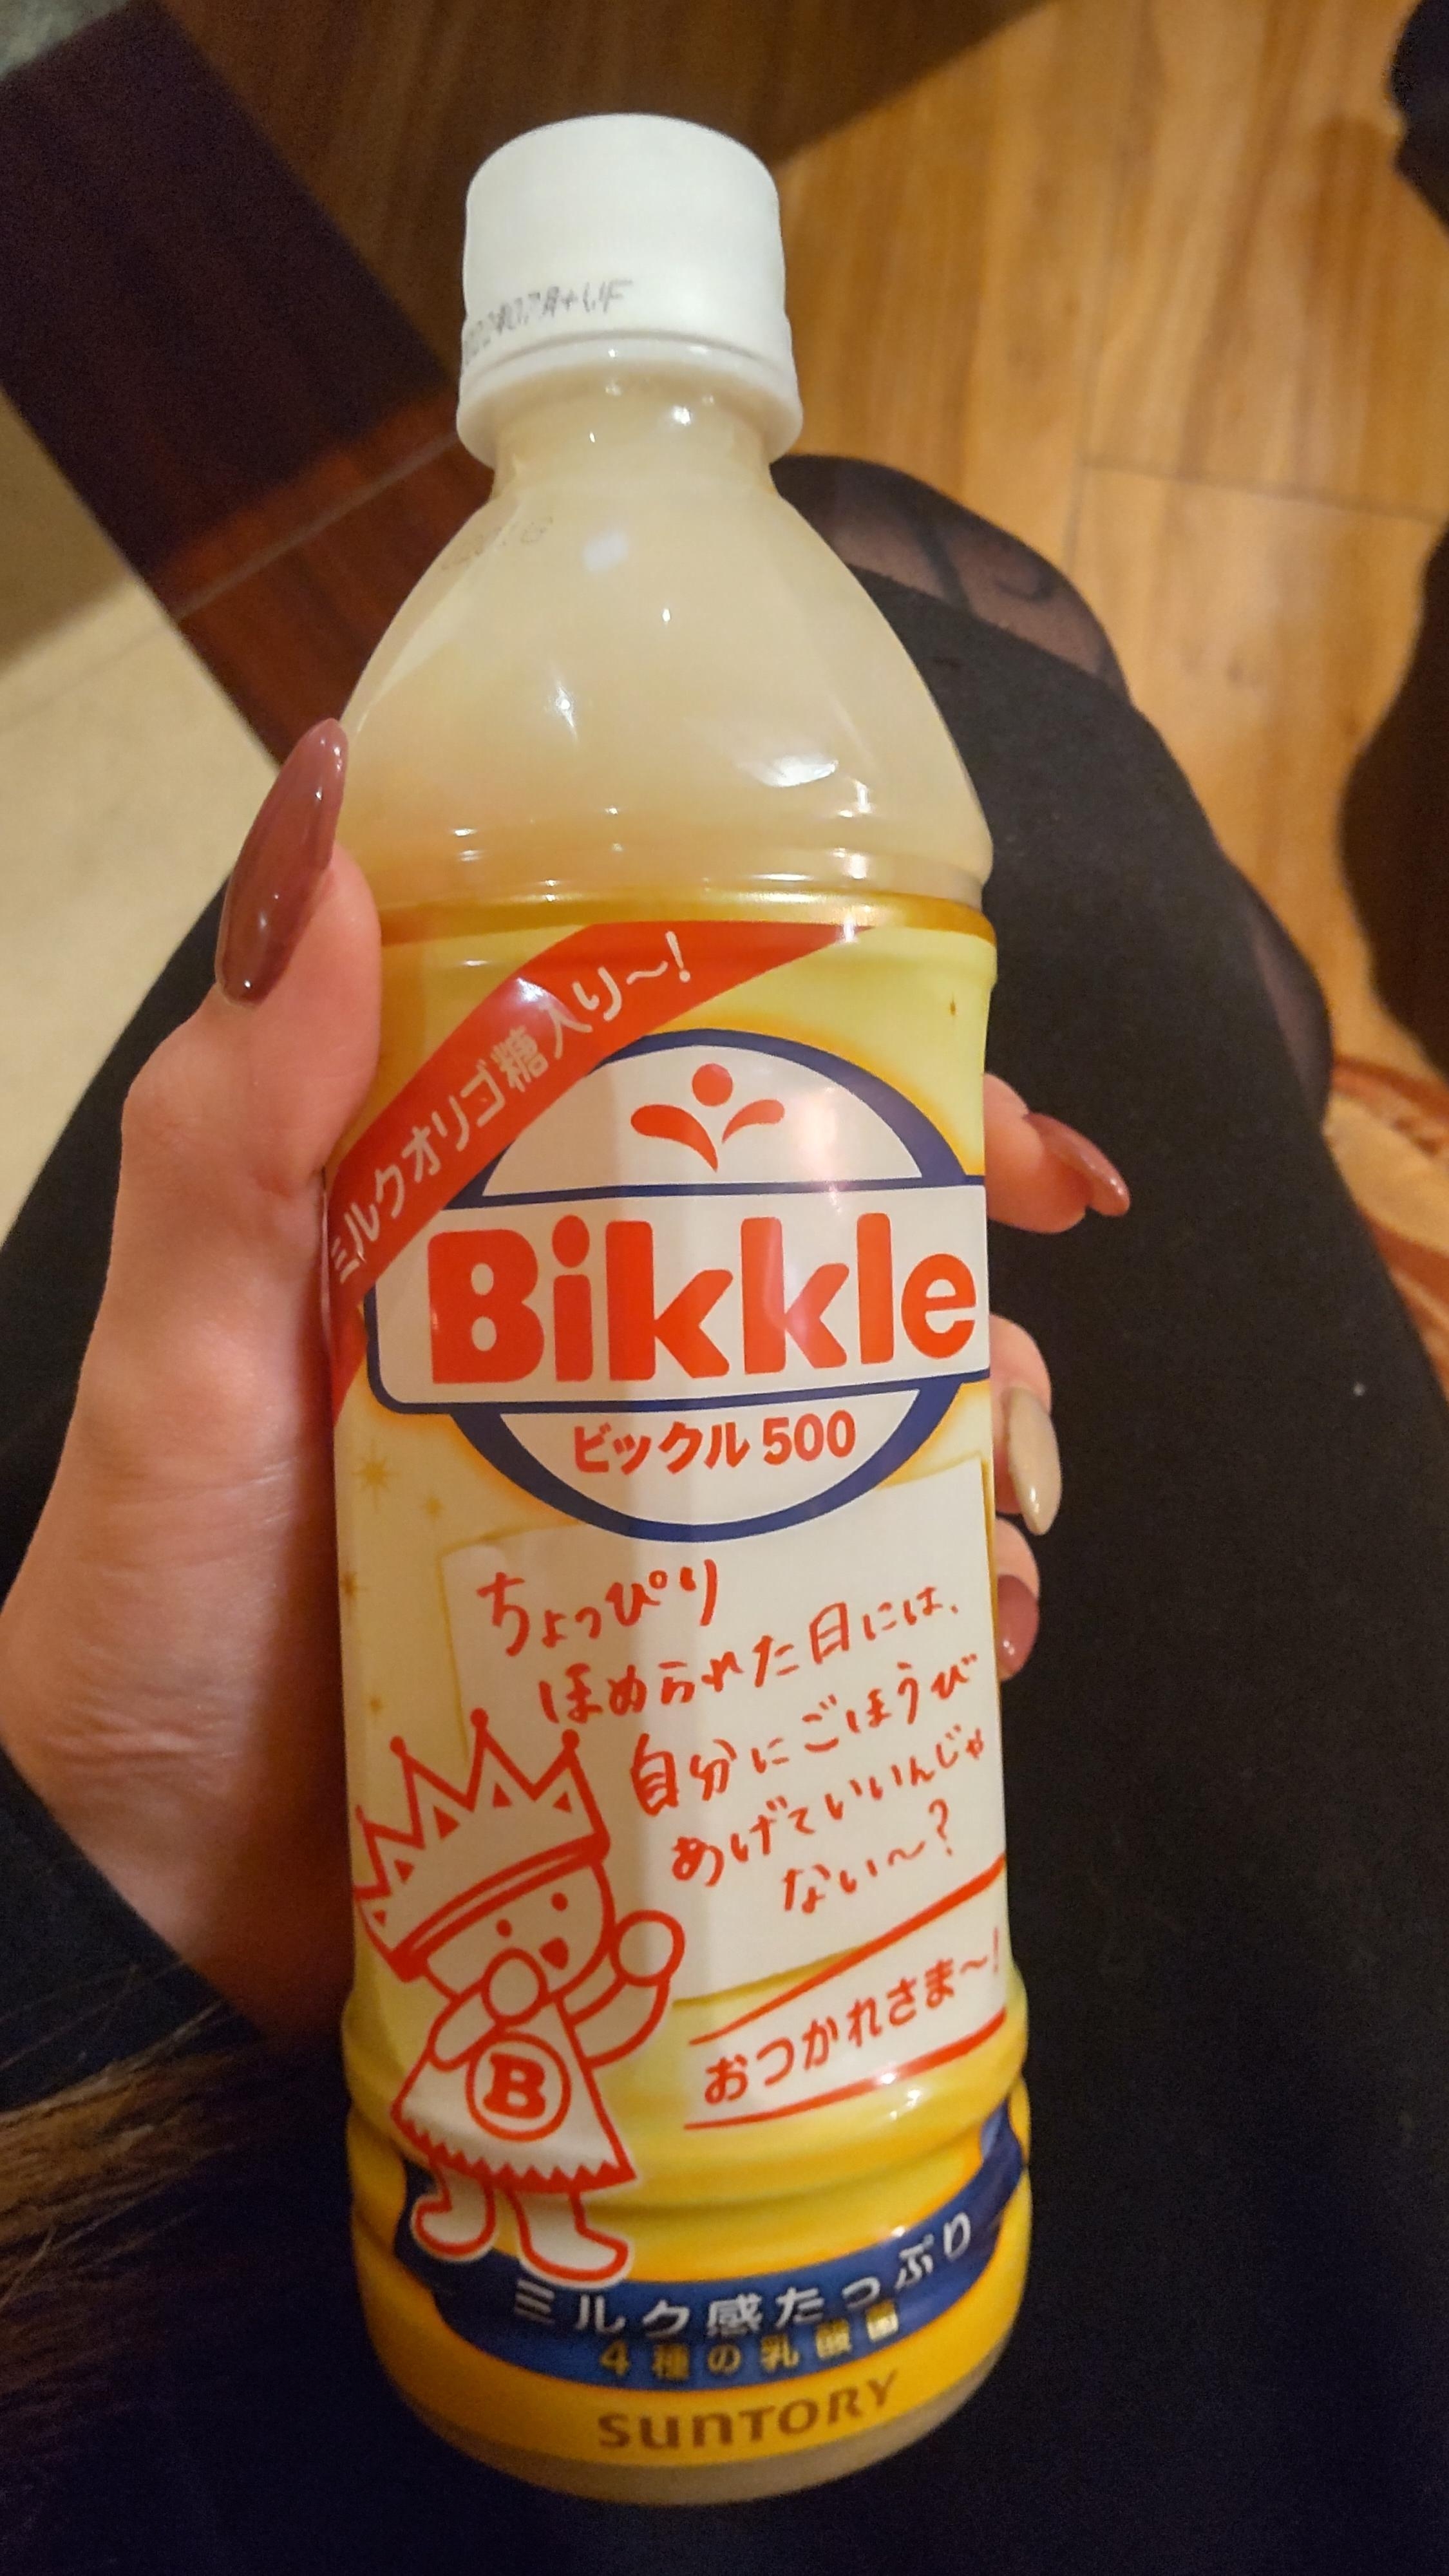 ミルクオリゴ糖入り～!
Bikkle
ビックル500
ちょっぴり
ほめられた日には、
自分にごほうび
あげていいんじゃ
ない～?
おつかれさま～!
B
ミルク感たっぷり
4種の乳酸菌
SUNTORY